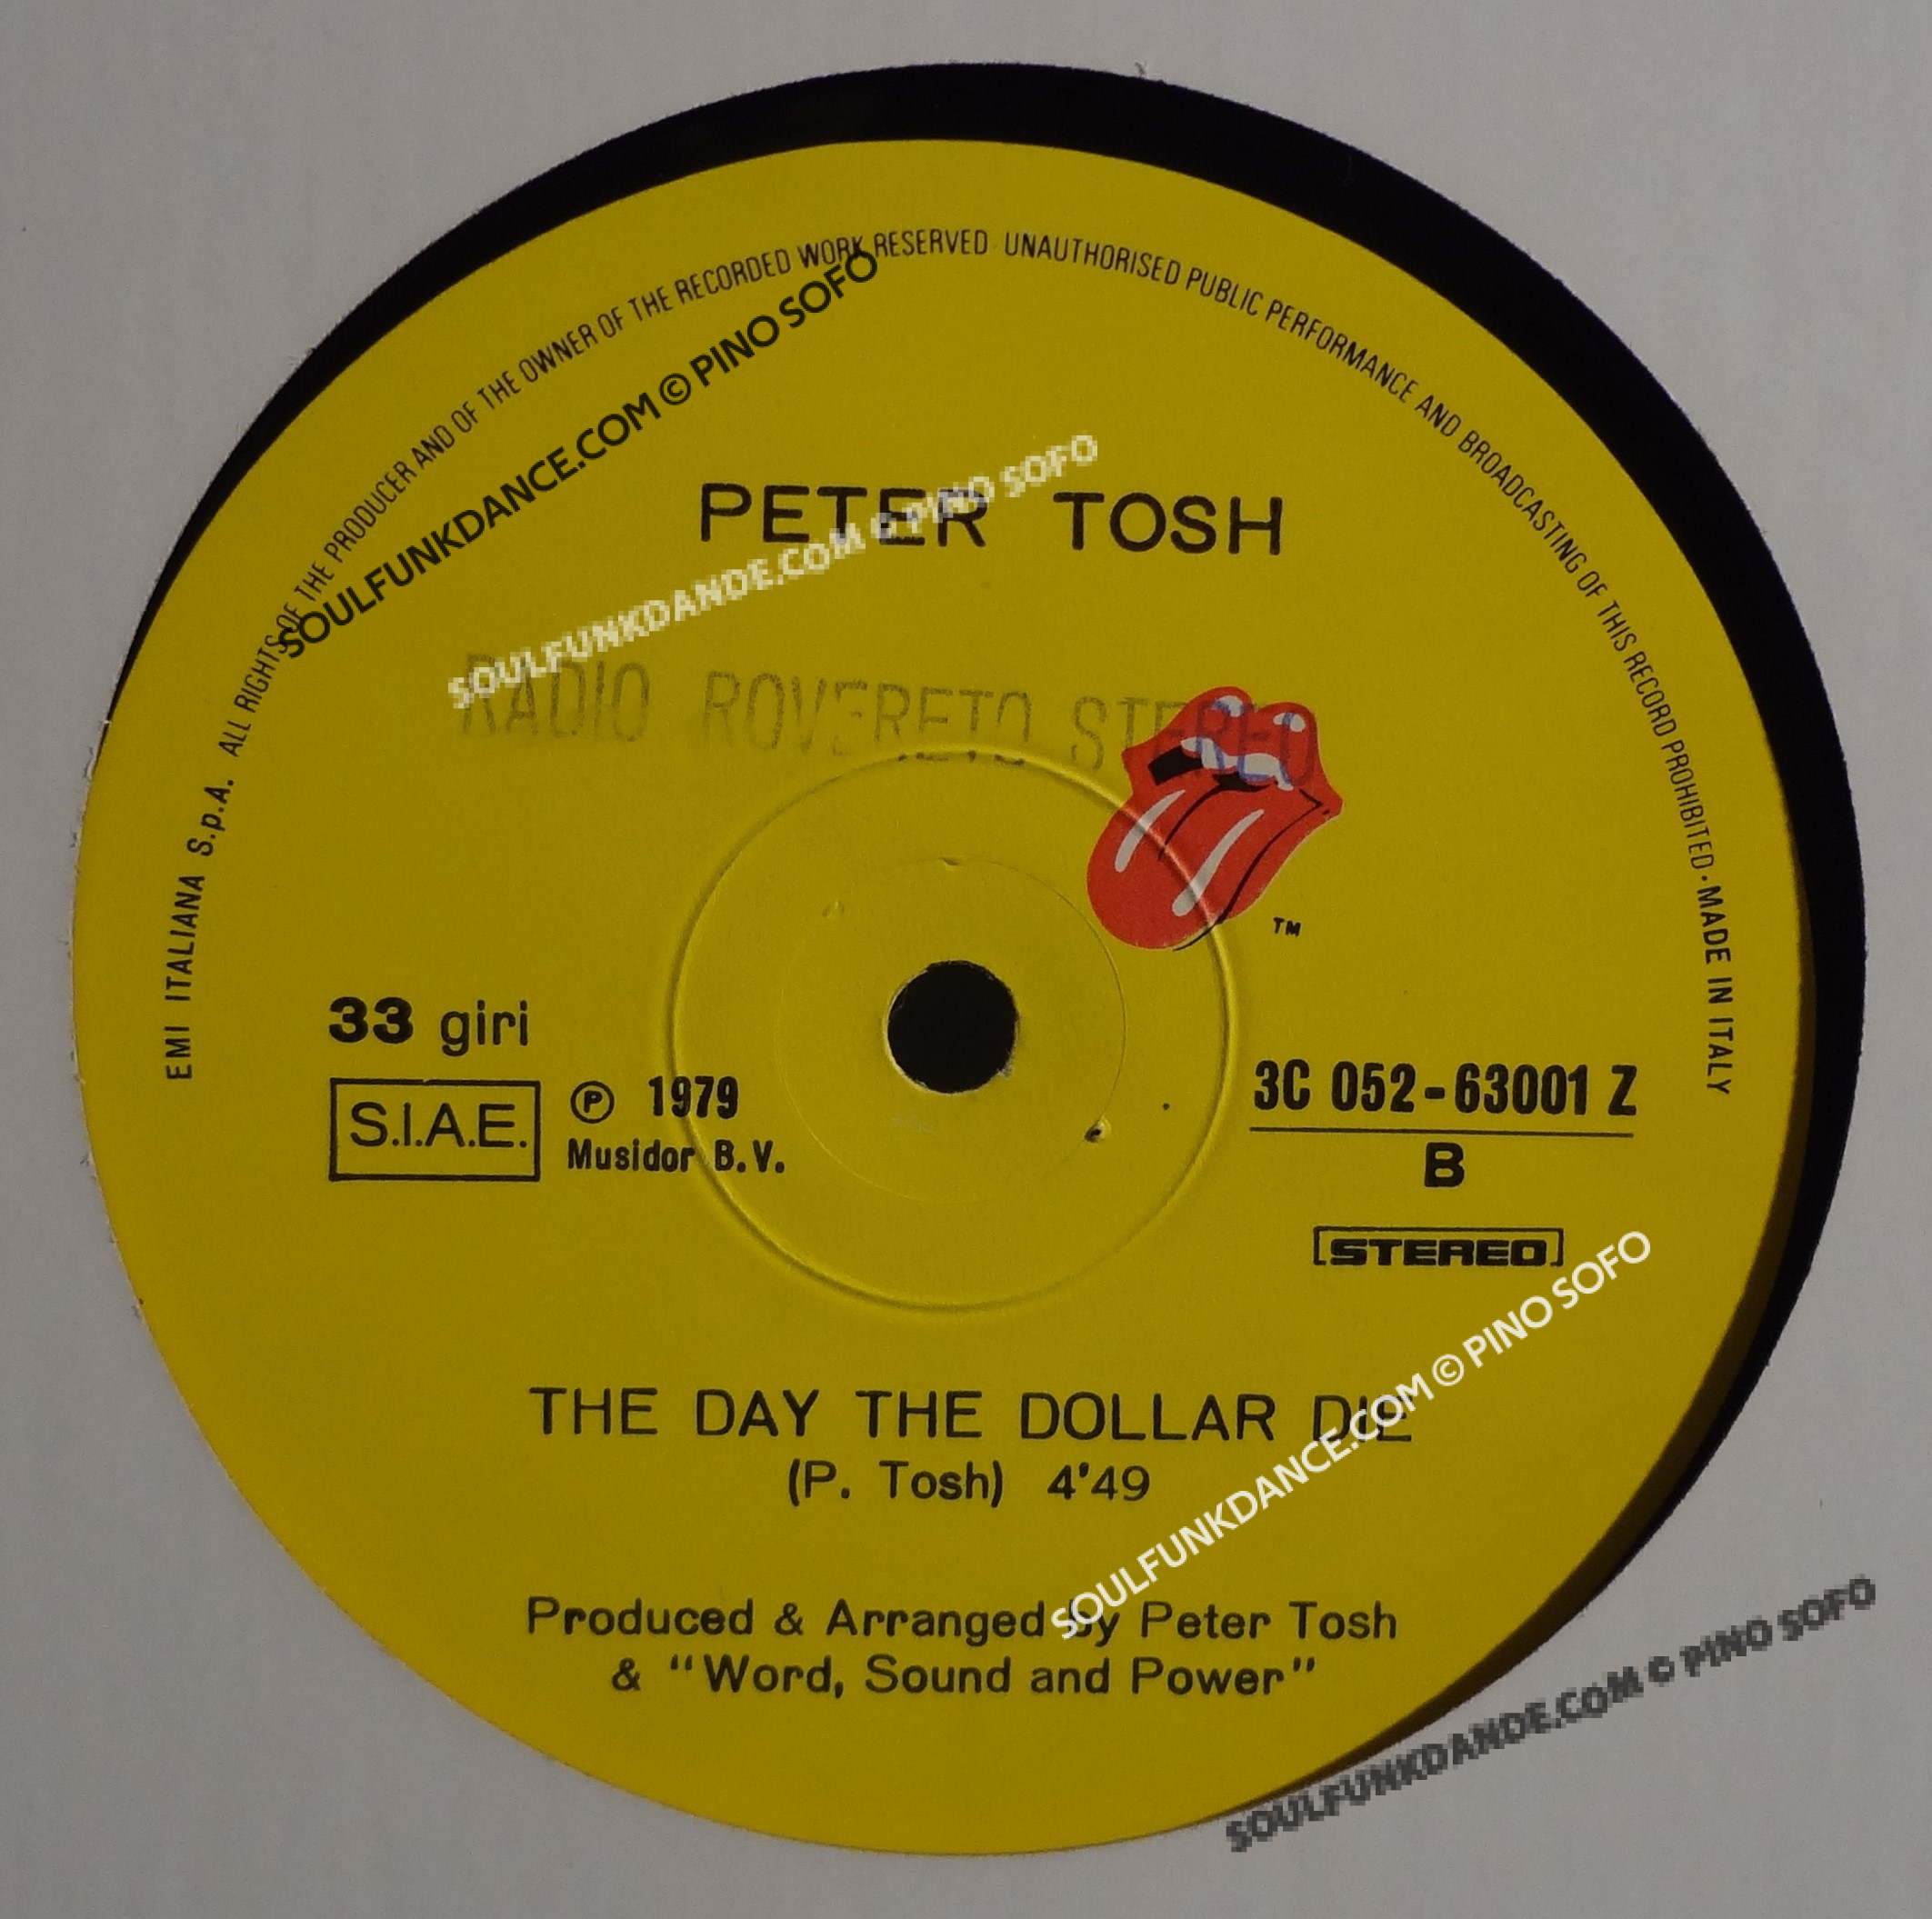 EMI ITALIANA S.p.A. ALL RIGHTS OF THE PRODUCER AND OF THE OWNER OF THE RECORDED WORK RESERVED · UNAUTHORISED PUBLIC PERFORMANCE AND BROADCASTING OF THIS RECORD PROHIBITED · MADE IN ITALY
SOULFUNKDANCE.COM © PINO SOFO
PETER TOSH
SOULFUNKDANDE.COM © PINO SOFO
RADIO ROVERETO STEREO
TM
33 giri
S.I.A.E.
℗ 1979
Musidor B.V.
3C 052-63001 Z
B
STEREO
THE DAY THE DOLLAR DIE
(P. Tosh) 4'49
SOULFUNKDANCE.COM © PINO SOFO
Produced & Arranged by Peter Tosh
& "Word, Sound and Power"
SOULFUNKDANDE.COM © PINO SOFO